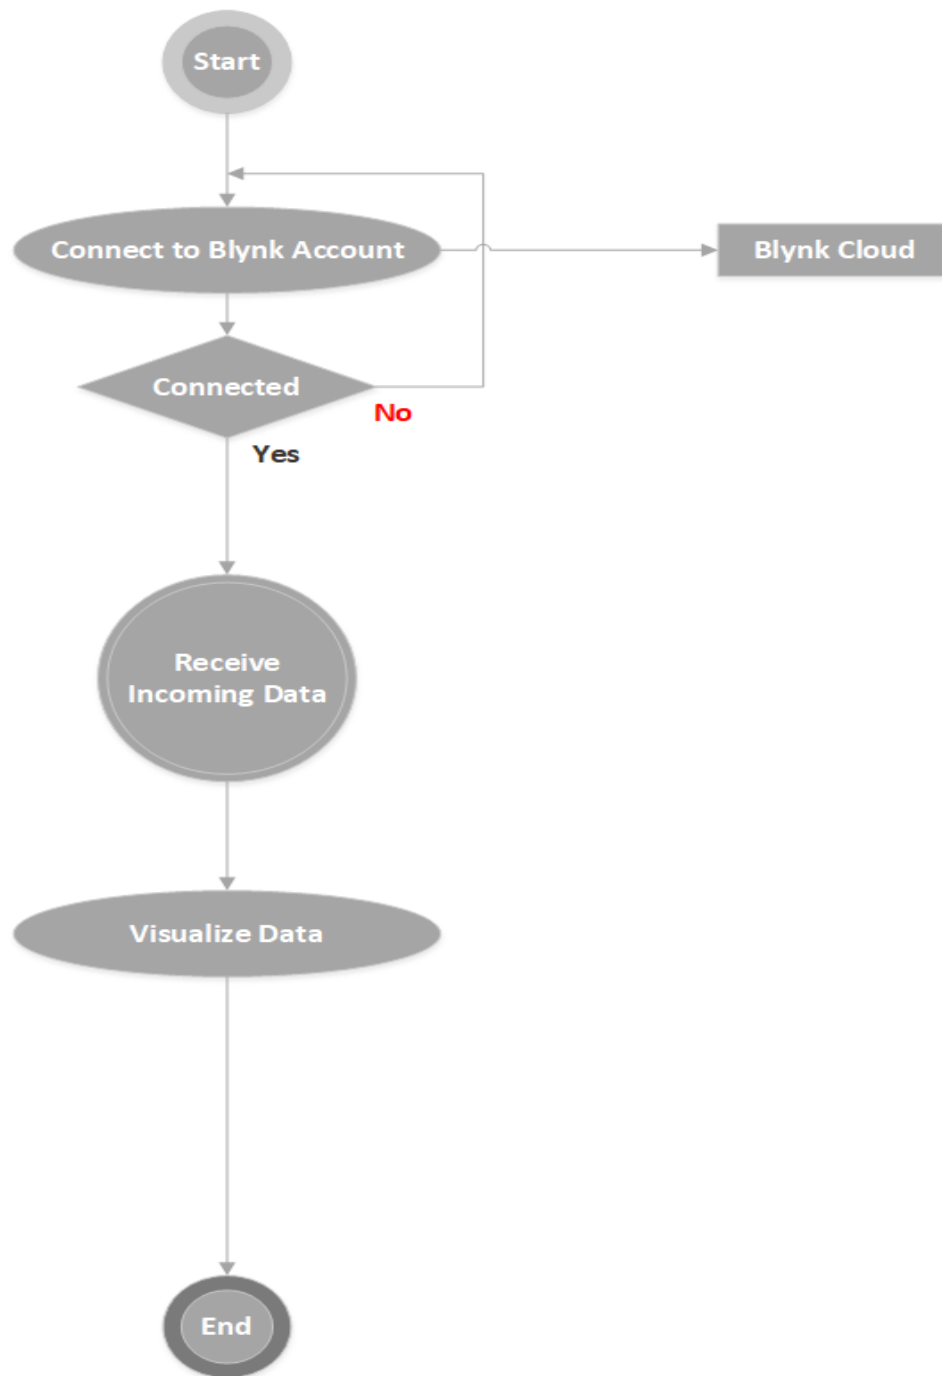 Start
Connect to Blynk Account
Blynk Cloud
Connected
No
Yes
Receive
Incoming Data
Visualize Data
End